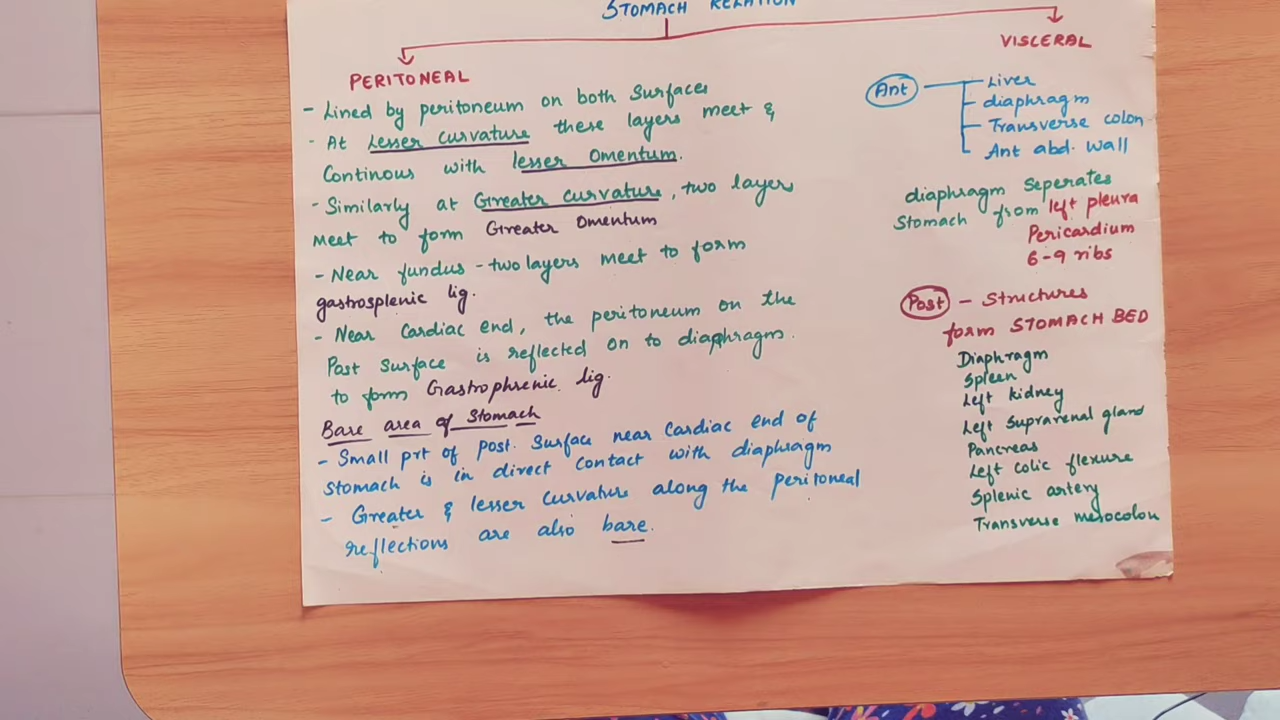 STOMACH RELATION
PERITONEAL
- Lined by peritoneum on both surfaces
- At Lesser curvature these layers meet &
Continous with lesser Omentum.
- Similarly at Greater curvature, two layers
meet to form Greater Omentum
- Near fundus - two layers meet to form
gastrosplenic lig.
- Near Cardiac end, the peritoneum on the
Post surface is reflected on to diaphragm.
to form Gastrophrenic lig.
Bare area of Stomach
- Small prt of post. surface near cardiac end of
stomach is in direct contact with diaphragm
- Greater & lesser curvature along the peritoneal
reflections are also bare.
VISCERAL
Ant
Liver
diaphragm
Transverse colon
Ant abd. wall
diaphragm seperates
Stomach from left pleura
Pericardium
6-9 ribs
Post - Structures
form STOMACH BED
Diaphragm
Spleen
Left kidney
Left Suprarenal gland
Pancreas
Left colic flexure
Splenic artery
Transverse mesocolon